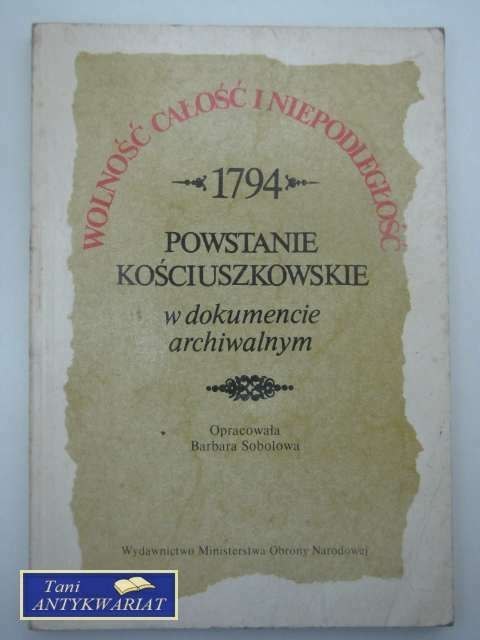 WOLNOŚĆ CAŁOŚĆ I NIEPODLEGŁOŚĆ
1794
POWSTANIE
KOŚCIUSZKOWSKIE
w dokumencie
archiwalnym
Opracowała
Barbara Sobolowa
Wydawnictwo Ministerstwa Obrony Narodowej
Tani
ANTYKWARIAT